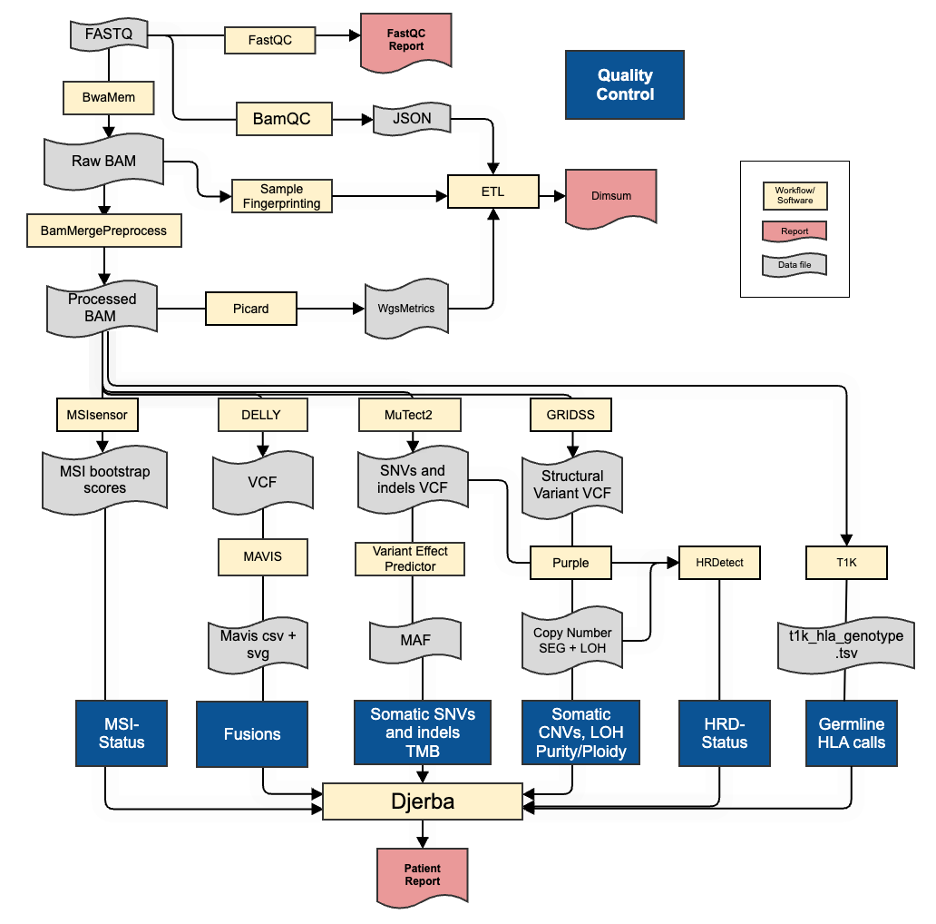 FASTQ
FastQC
FastQC
Report
Quality
Control
BwaMem
BamQC
JSON
Raw BAM
Sample
Fingerprinting
ETL
Dimsum
Workflow/
Software
Report
Data file
BamMergePreprocess
Processed
BAM
Picard
WgsMetrics
MSIsensor
DELLY
MuTect2
GRIDSS
MSI bootstrap
scores
VCF
SNVs and
indels VCF
Structural
Variant VCF
MAVIS
Variant Effect
Predictor
Purple
HRDetect
T1K
Mavis csv +
svg
MAF
Copy Number
SEG + LOH
t1k_hla_genotype
.tsv
MSI-
Status
Fusions
Somatic SNVs
and indels
TMB
Somatic
CNVs, LOH
Purity/Ploidy
HRD-
Status
Germline
HLA calls
Djerba
Patient
Report